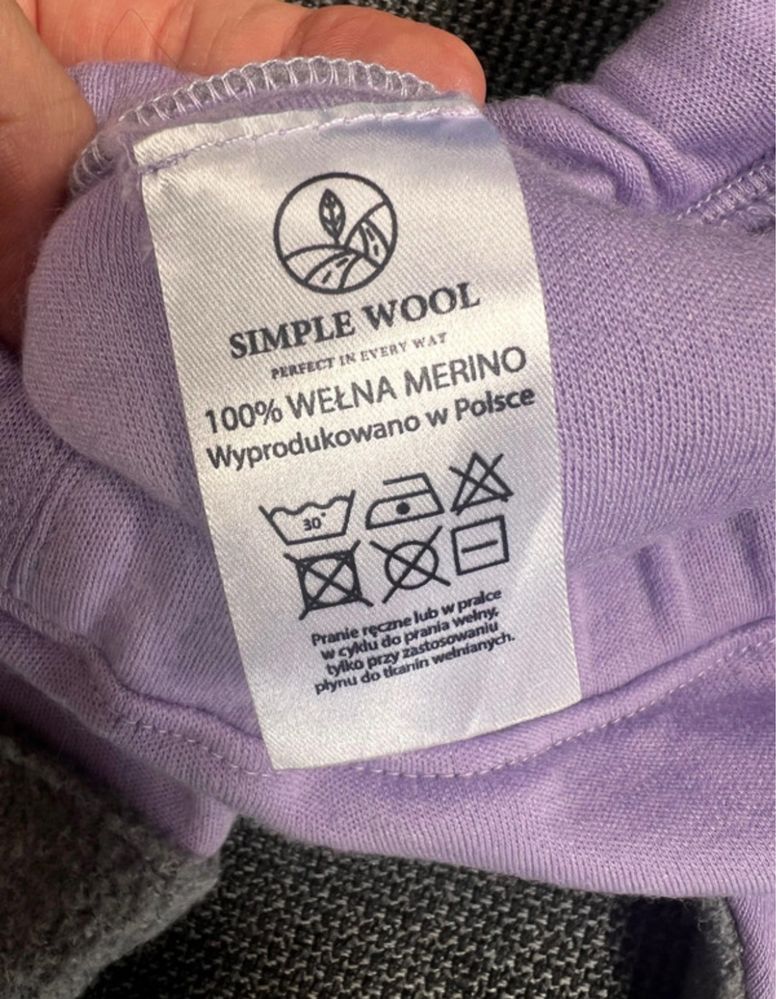 SIMPLE WOOL
PERFECT IN EVERY WAY
100% WEŁNA MERINO
Wyprodukowano w Polsce
30°
Pranie ręczne lub w pralce
w cyklu do prania wełny,
tylko przy zastosowaniu
płynu do tkanin wełnianych.